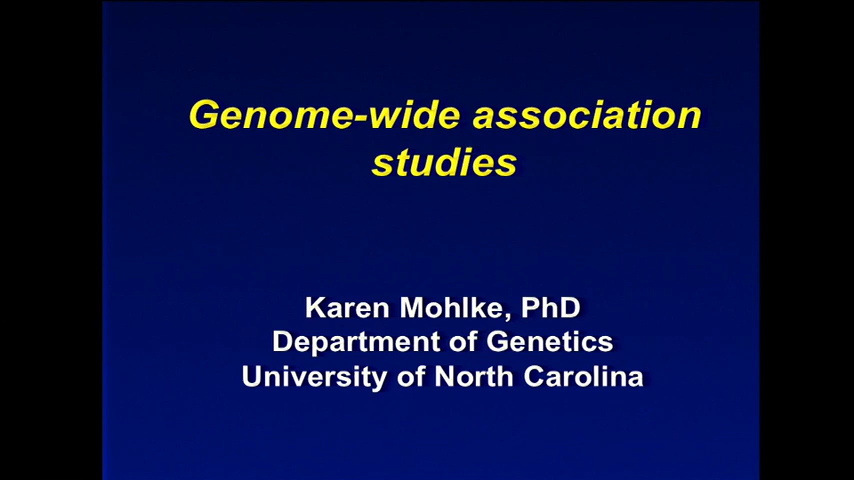 Genome-wide association
studies
Karen Mohlke, PhD
Department of Genetics
University of North Carolina